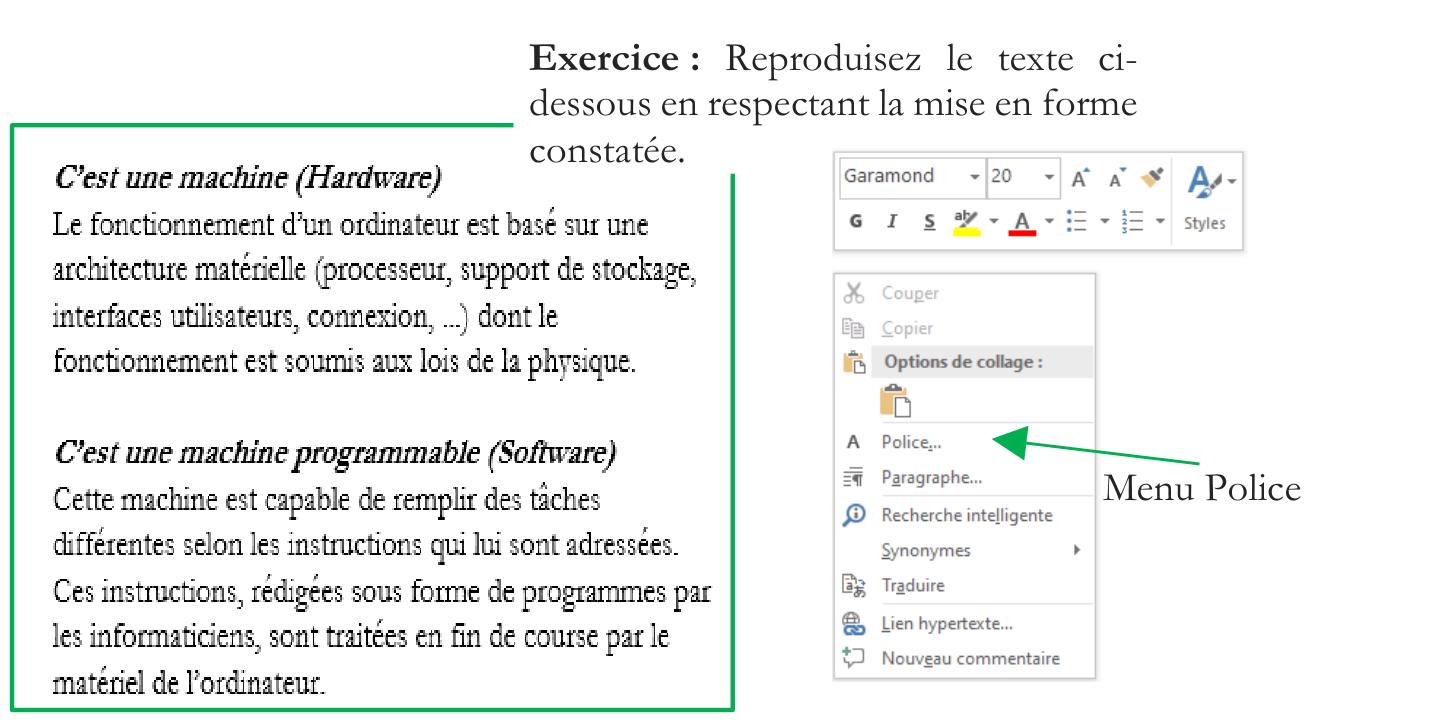 Exercice : Reproduisez le texte ci-
dessous en respectant la mise en forme
constatée.
C’est une machine (Hardware)
Le fonctionnement d’un ordinateur est basé sur une
architecture matérielle (processeur, support de stockage,
interfaces utilisateurs, connexion, ...) dont le
fonctionnement est soumis aux lois de la physique.
C’est une machine programmable (Software)
Cette machine est capable de remplir des tâches
différentes selon les instructions qui lui sont adressées.
Ces instructions, rédigées sous forme de programmes par
les informaticiens, sont traitées en fin de course par le
matériel de l’ordinateur.
Garamond 20 A A
G I S ab A Styles
Couper
Copier
Options de collage :
A Police...
Paragraphe...
Recherche intelligente
Synonymes
Traduire
Lien hypertexte...
Nouveau commentaire
Menu Police